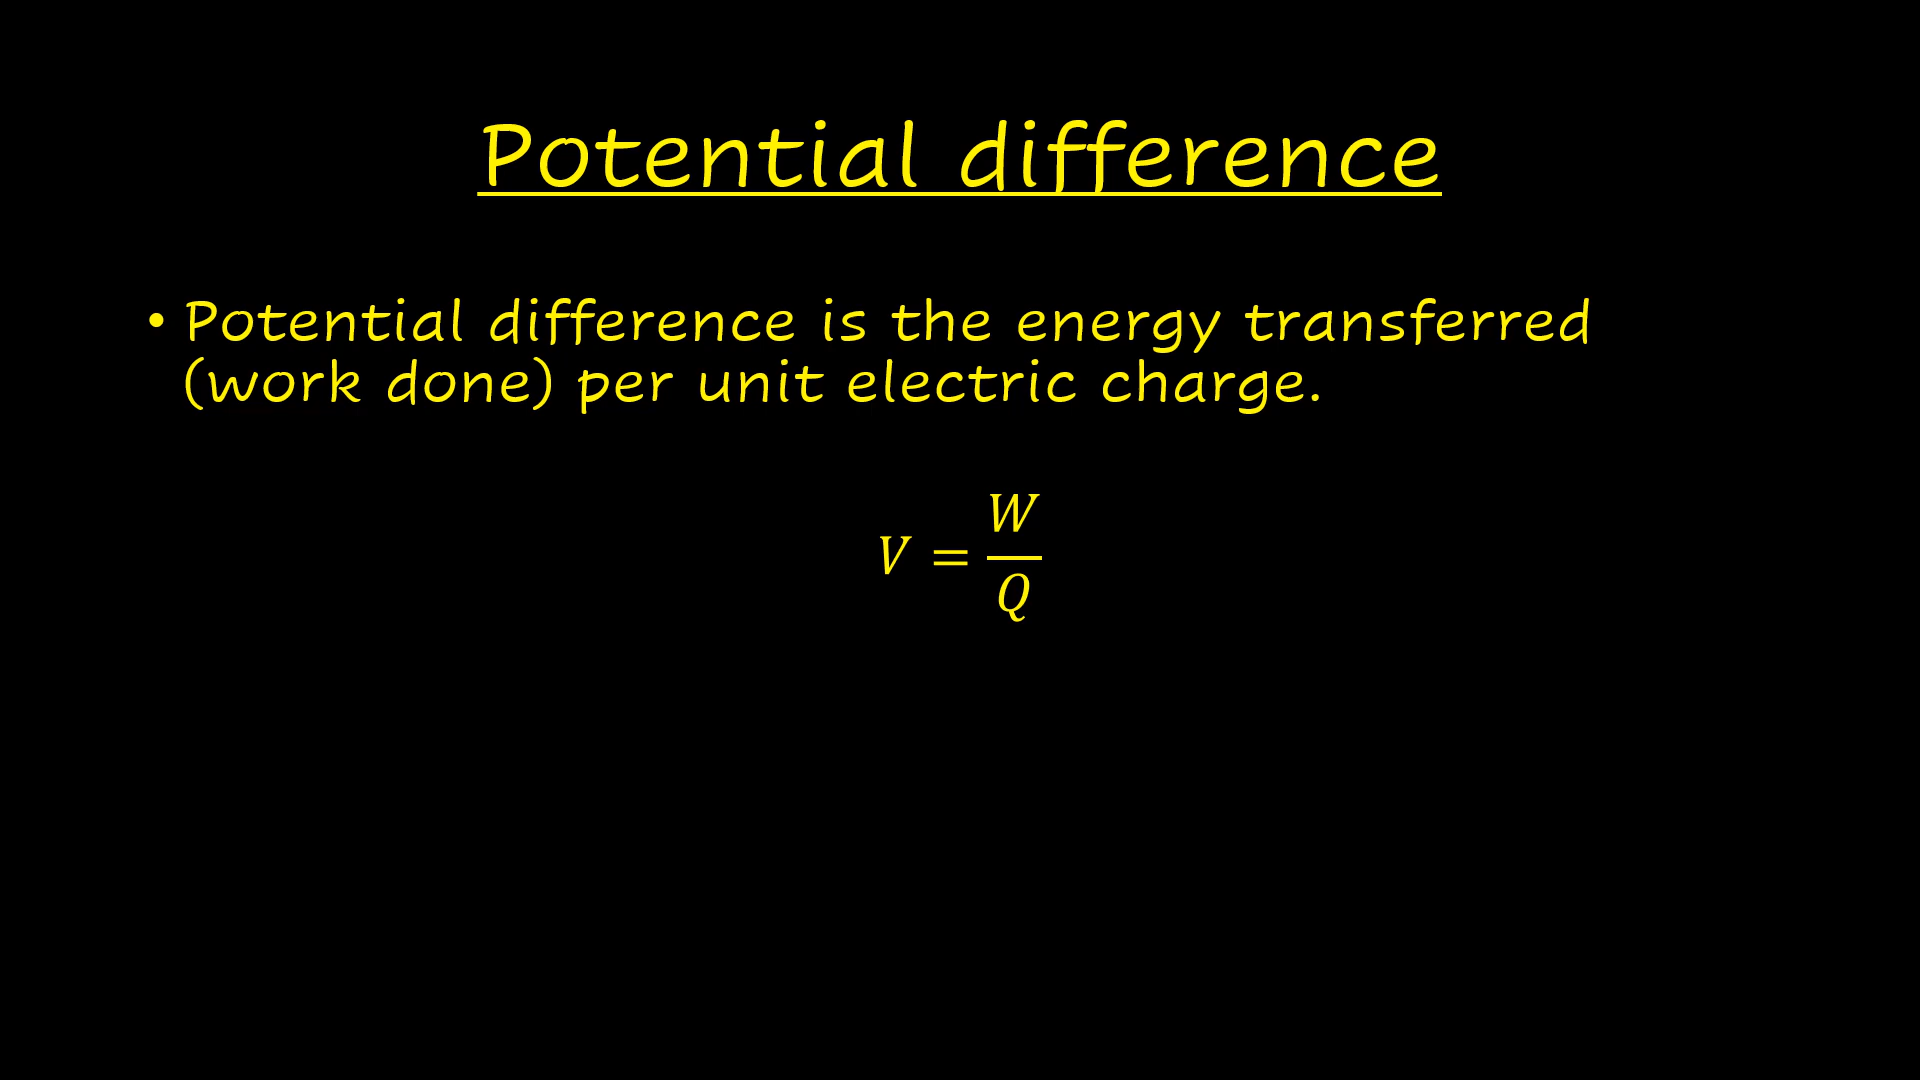 Potential difference
• Potential difference is the energy transferred
(work done) per unit electric charge.
V = W/Q